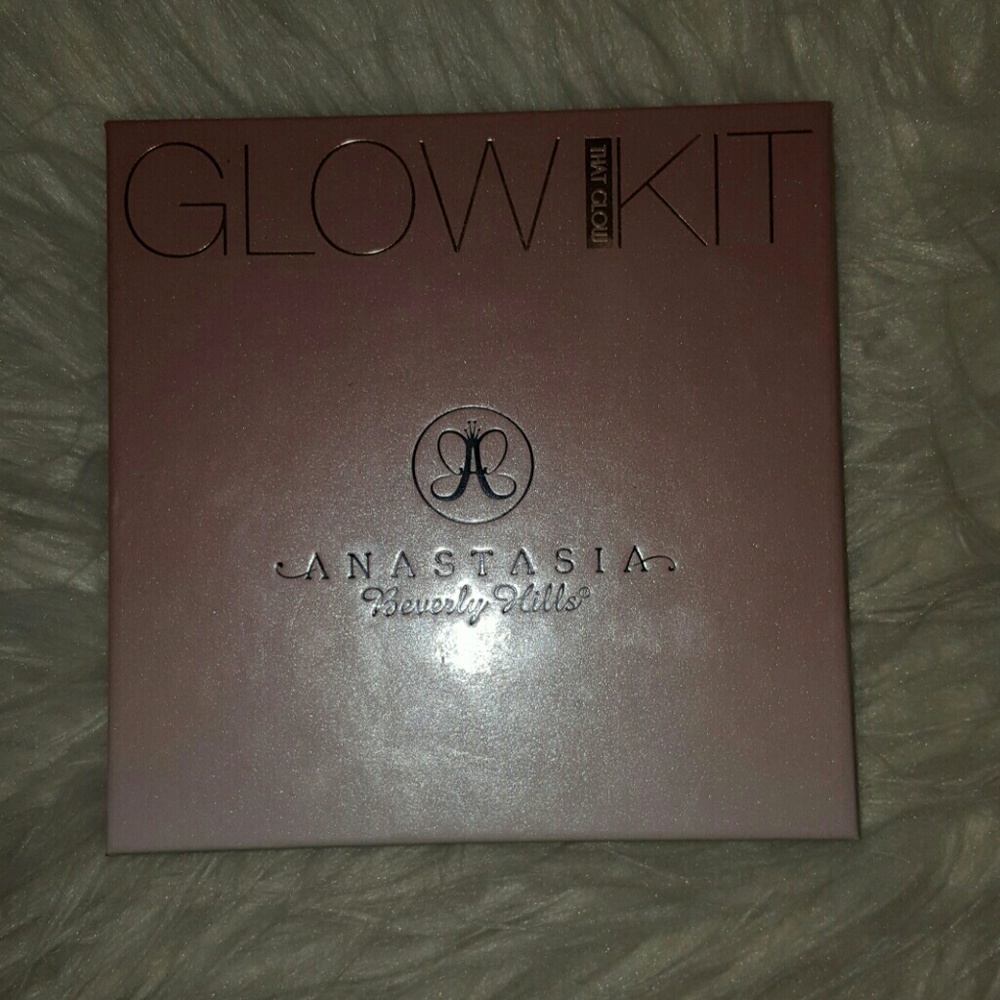 GLOW KIT
THAT GLOW
A
ANASTASIA
Beverly Hills®